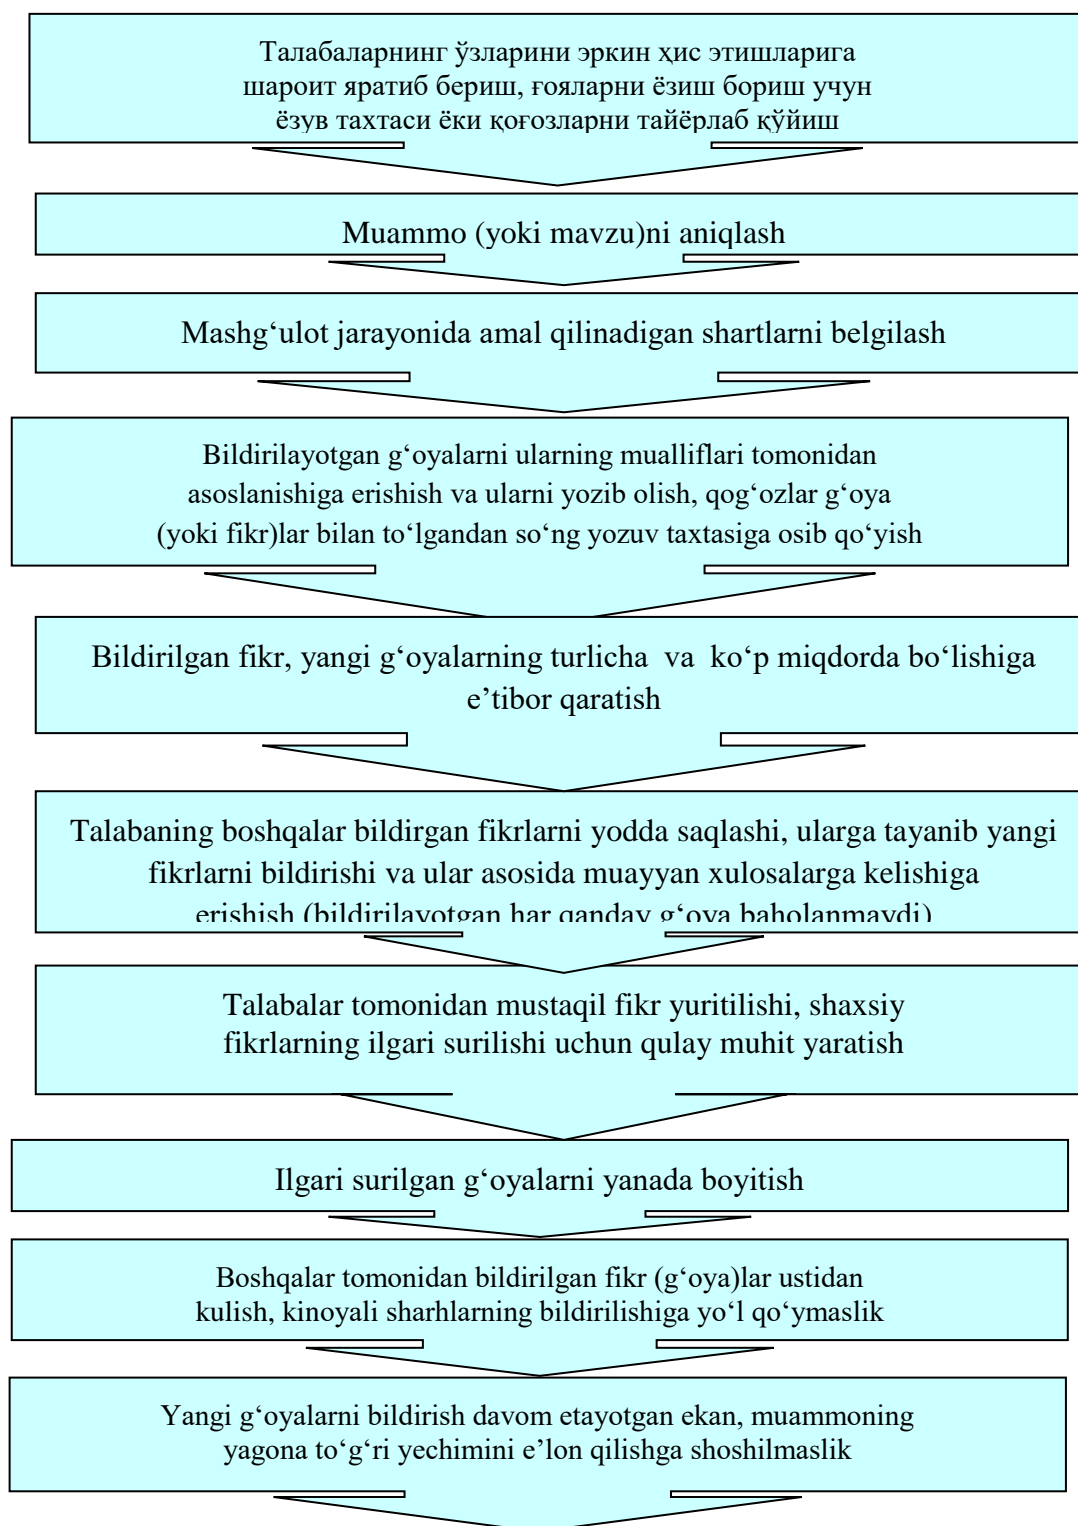 Талабаларнинг ўзларини эркин ҳис этишларига
шароит яратиб бериш, ғояларни ёзиш бориш учун
ёзув тахтаси ёки қоғозларни тайёрлаб қўйиш
Muammo (yoki mavzu)ni aniqlash
Mashg‘ulot jarayonida amal qilinadigan shartlarni belgilash
Bildirilayotgan g‘oyalarni ularning mualliflari tomonidan
asoslanishiga erishish va ularni yozib olish, qog‘ozlar g‘oya
(yoki fikr)lar bilan to‘lgandan so‘ng yozuv taxtasiga osib qo‘yish
Bildirilgan fikr, yangi g‘oyalarning turlicha va ko‘p miqdorda bo‘lishiga
e’tibor qaratish
Talabaning boshqalar bildirgan fikrlarni yodda saqlashi, ularga tayanib yangi
fikrlarni bildirishi va ular asosida muayyan xulosalarga kelishiga
erishish (bildirilayotgan har qanday g‘oya baholanmaydi)
Talabalar tomonidan mustaqil fikr yuritilishi, shaxsiy
fikrlarning ilgari surilishi uchun qulay muhit yaratish
Ilgari surilgan g‘oyalarni yanada boyitish
Boshqalar tomonidan bildirilgan fikr (g‘oya)lar ustidan
kulish, kinoyali sharhlarning bildirilishiga yo‘l qo‘ymaslik
Yangi g‘oyalarni bildirish davom etayotgan ekan, muammoning
yagona to‘g‘ri yechimini e’lon qilishga shoshilmaslik